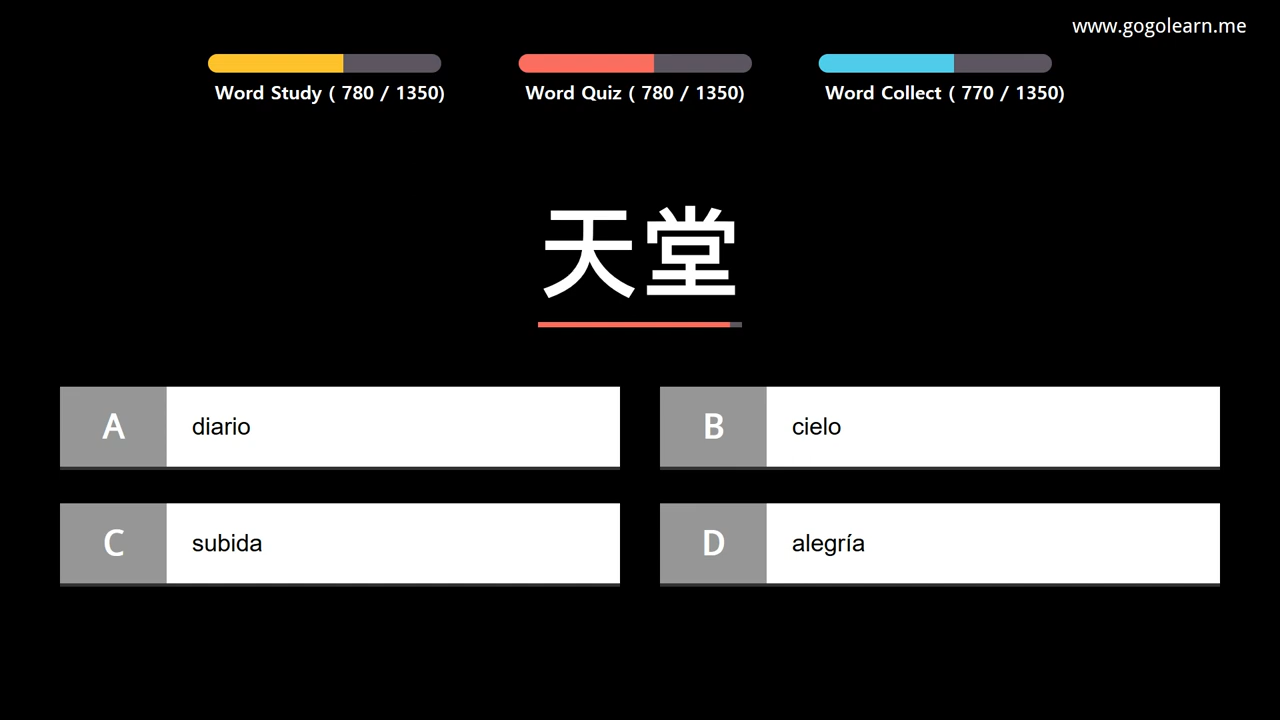 www.gogolearn.me
Word Study ( 780 / 1350)
Word Quiz ( 780 / 1350)
Word Collect ( 770 / 1350)
天堂
A diario
B cielo
C subida
D alegría